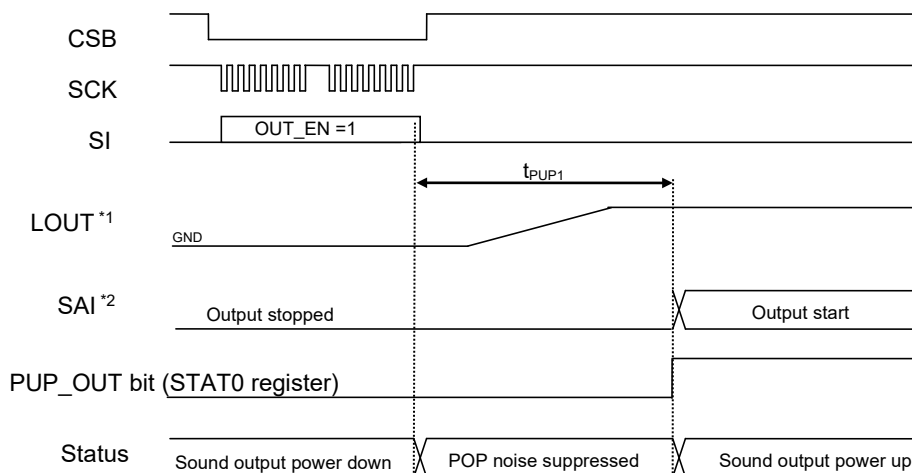 CSB
SCK
OUT_EN =1
SI
tPUP1
LOUT *1
GND
SAI *2
Output stopped
Output start
PUP_OUT bit (STAT0 register)
Status
Sound output power down
POP noise suppressed
Sound output power up